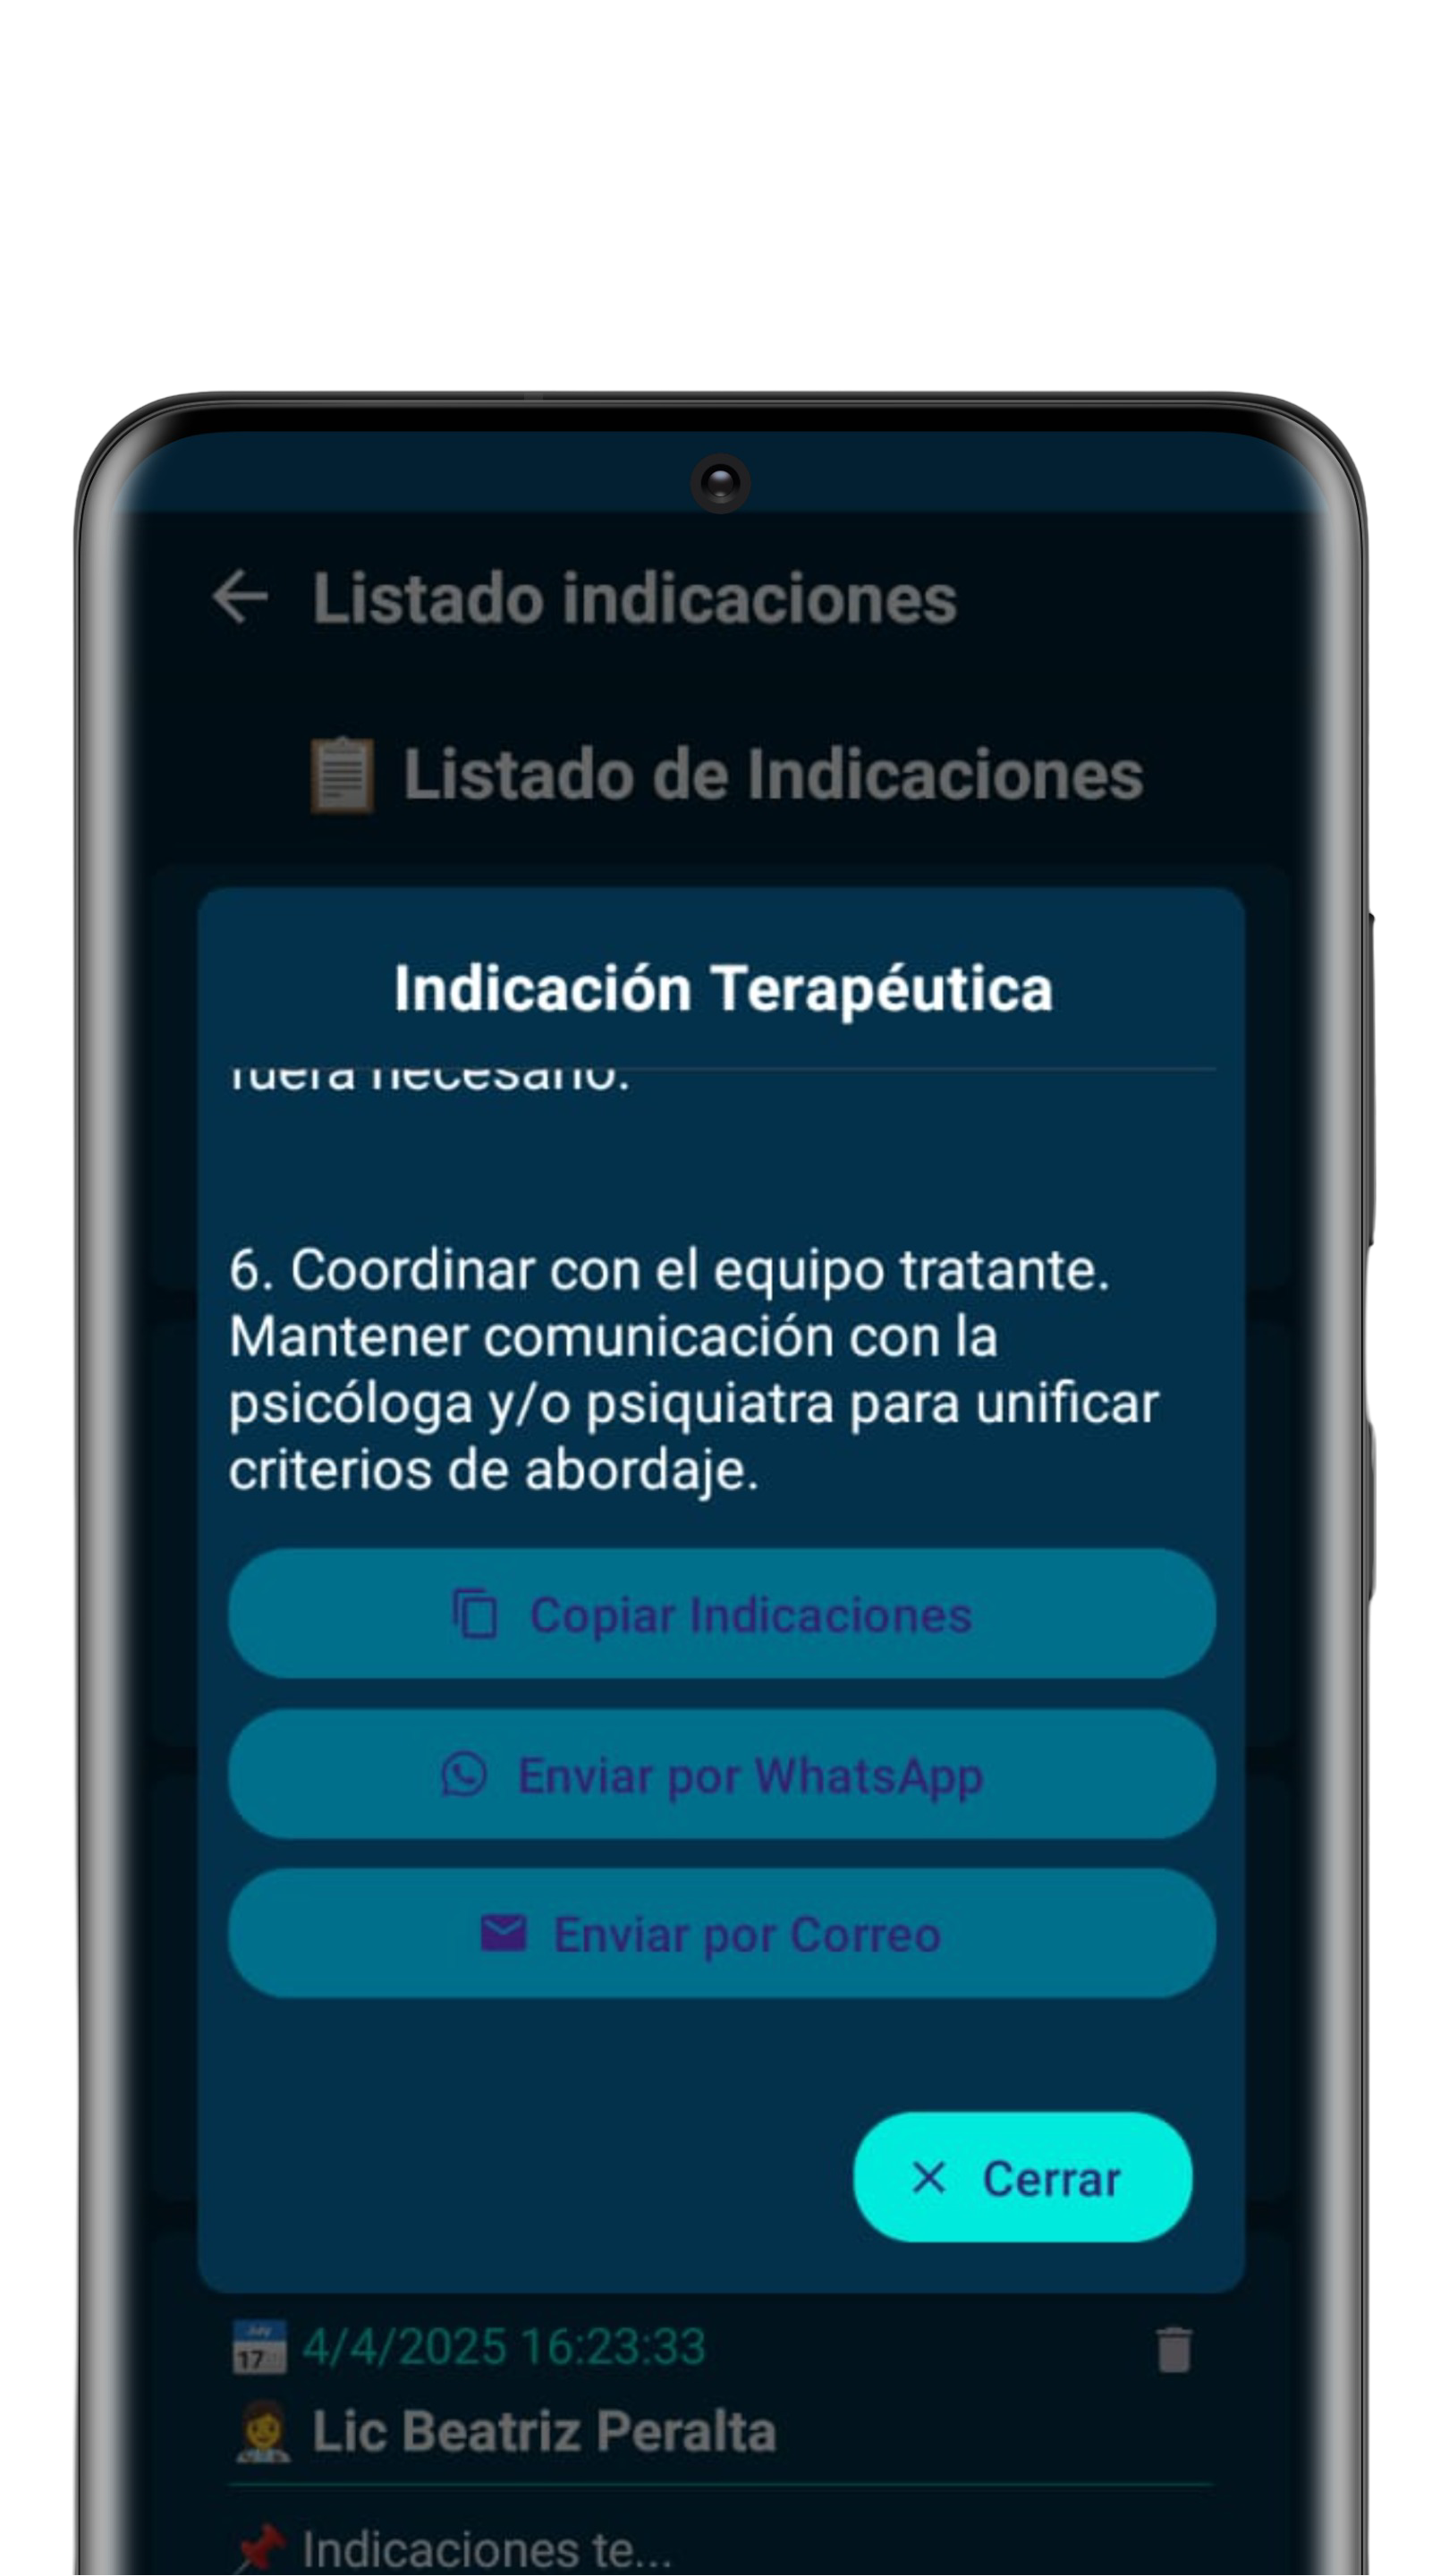 Listado indicaciones
Listado de Indicaciones
Indicación Terapéutica
fuera necesario.
6. Coordinar con el equipo tratante.
Mantener comunicación con la
psicóloga y/o psiquiatra para unificar
criterios de abordaje.
Copiar Indicaciones
Enviar por WhatsApp
Enviar por Correo
Cerrar
4/4/2025 16:23:33
Lic Beatriz Peralta
Indicaciones te...